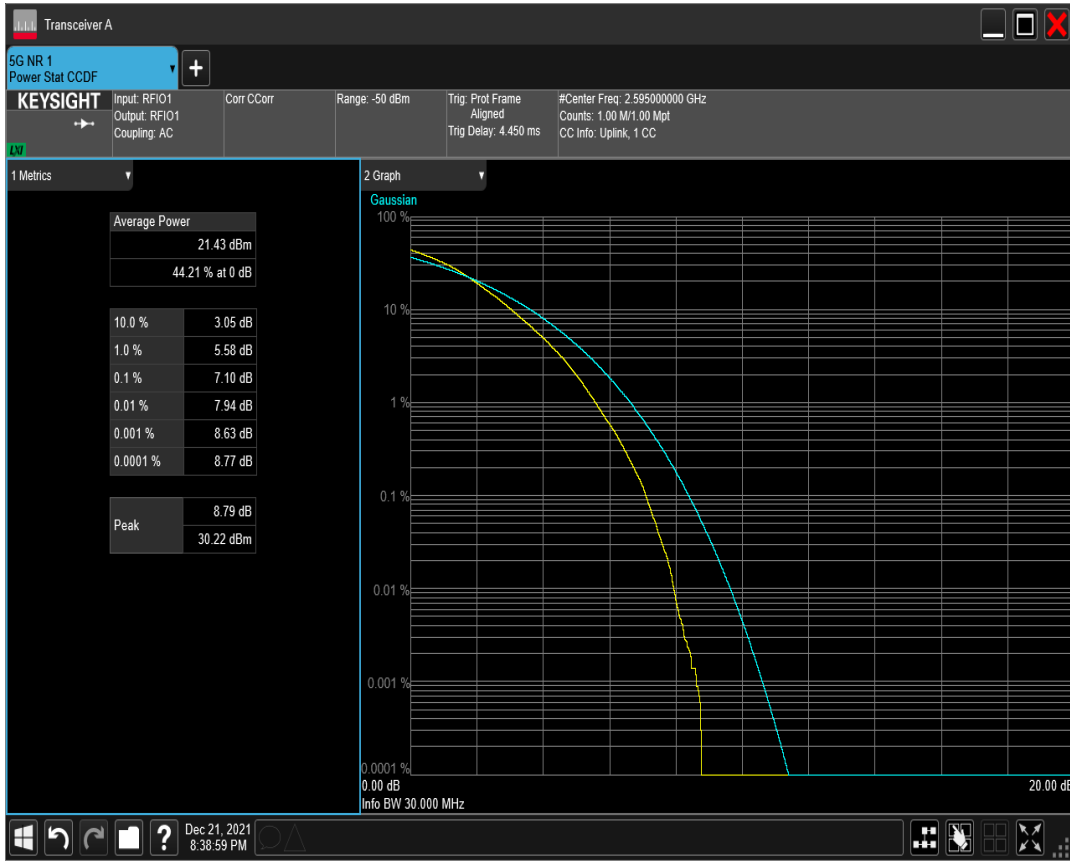 Transceiver A
5G NR 1
Power Stat CCDF
KEYSIGHT
LXI
Input: RFIO1
Output: RFIO1
Coupling: AC
Corr CCorr
Range: -50 dBm
Trig: Prot Frame
Aligned
Trig Delay: 4.450 ms
#Center Freq: 2.595000000 GHz
Counts: 1.00 M/1.00 Mpt
CC Info: Uplink, 1 CC
1 Metrics
Average Power
21.43 dBm
44.21 % at 0 dB
10.0 % 3.05 dB
1.0 % 5.58 dB
0.1 % 7.10 dB
0.01 % 7.94 dB
0.001 % 8.63 dB
0.0001 % 8.77 dB
Peak
8.79 dB
30.22 dBm
2 Graph
Gaussian
100 %
10 %
1 %
0.1 %
0.01 %
0.001 %
0.0001 %
0.00 dB 20.00 dB
Info BW 30.000 MHz
?
Dec 21, 2021
8:38:59 PM